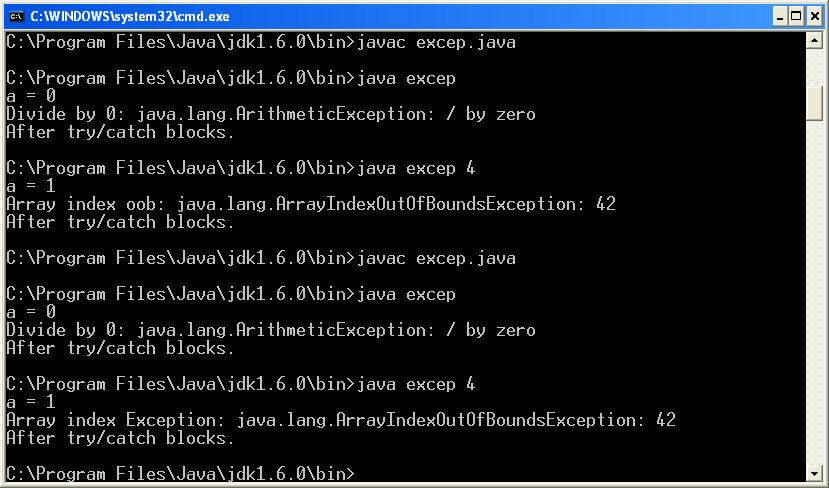 C:\WINDOWS\system32\cmd.exe
C:\Program Files\Java\jdk1.6.0\bin>javac excep.java
C:\Program Files\Java\jdk1.6.0\bin>java excep
a = 0
Divide by 0: java.lang.ArithmeticException: / by zero
After try/catch blocks.
C:\Program Files\Java\jdk1.6.0\bin>java excep 4
a = 1
Array index oob: java.lang.ArrayIndexOutOfBoundsException: 42
After try/catch blocks.
C:\Program Files\Java\jdk1.6.0\bin>javac excep.java
C:\Program Files\Java\jdk1.6.0\bin>java excep
a = 0
Divide by 0: java.lang.ArithmeticException: / by zero
After try/catch blocks.
C:\Program Files\Java\jdk1.6.0\bin>java excep 4
a = 1
Array index Exception: java.lang.ArrayIndexOutOfBoundsException: 42
After try/catch blocks.
C:\Program Files\Java\jdk1.6.0\bin>